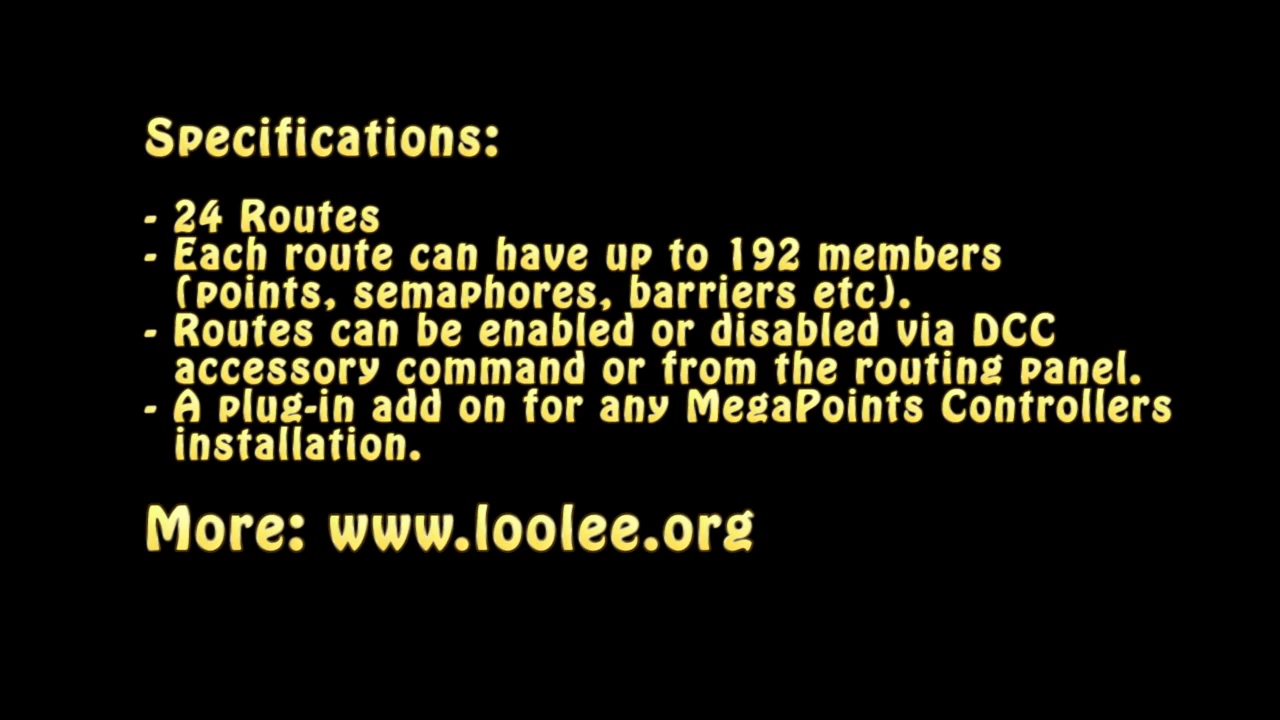 Specifications:
- 24 Routes
- Each route can have up to 192 members
(points, semaphores, barriers etc).
- Routes can be enabled or disabled via DCC
accessory command or from the routing panel.
- A plug-in add on for any MegaPoints Controllers
installation.
More: www.loolee.org